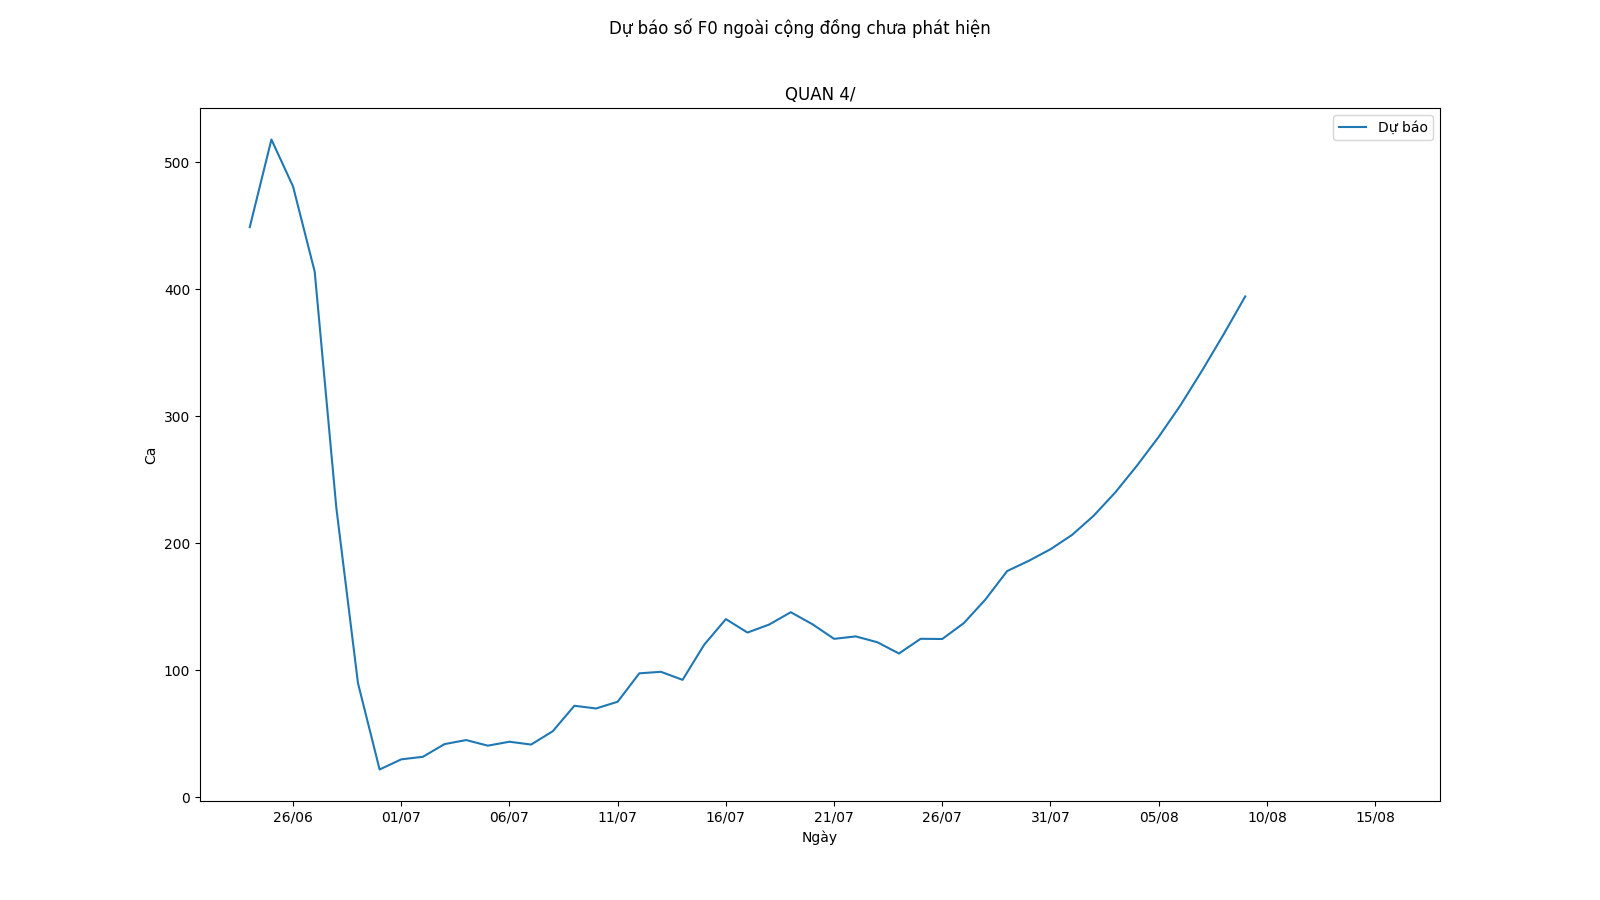 Dự báo số F0 ngoài cộng đồng chưa phát hiện
QUAN 4/
Dự báo
500
400
300
200
100
0
Ca
26/06 01/07 06/07 11/07 16/07 21/07 26/07 31/07 05/08 10/08 15/08
Ngày